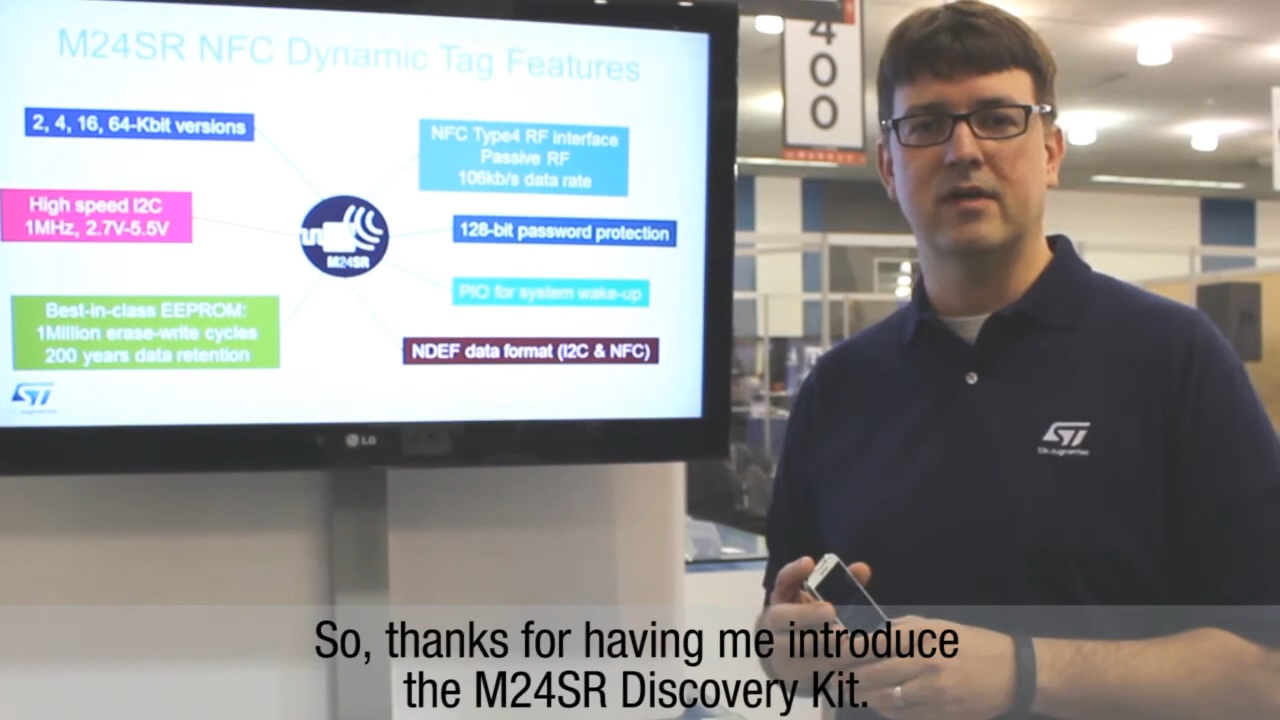 M24SR NFC Dynamic Tag Features
2, 4, 16, 64-Kbit versions
High speed I2C
1MHz, 2.7V-5.5V
Best-in-class EEPROM:
1Million erase-write cycles
200 years data retention
M24SR
NFC Type4 RF interface
Passive RF
106kb/s data rate
128-bit password protection
PIO for system wake-up
NDEF data format (I2C & NFC)
ST
LG
400
ST
So, thanks for having me introduce
the M24SR Discovery Kit.